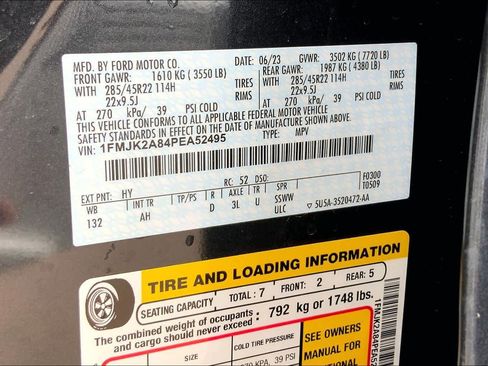 MFD. BY FORD MOTOR CO. 06/23 GVWR: 3502 KG ( 7720 LB)
FRONT GAWR: 1610 KG ( 3550 LB) REAR GAWR: 1987 KG ( 4380 LB)
WITH 285/45R22 114H TIRES WITH 285/45R22 114H TIRES
22x9.5J RIMS 22x9.5J RIMS
AT 270 kPa/ 39 PSI COLD AT 270 kPa/ 39 PSI COLD
THIS VEHICLE CONFORMS TO ALL APPLICABLE FEDERAL MOTOR VEHICLE
SAFETY STANDARDS IN EFFECT ON THE DATE OF MANUFACTURE SHOWN ABOVE.
VIN: 1FMJK2A84PEA52495 TYPE: MPV
EXT PNT: HY RC: 52 DSO: F0300
WB TP/PS R AXLE TR SPR T0509
INT TR
132 AH D 3L U SSWW
ULC ▽5U5A-3520472-AA
TIRE AND LOADING INFORMATION
SEATING CAPACITY TOTAL : 7 FRONT: 2 REAR: 5
The combined weight of occupants
and cargo should never exceed : 792 kg or 1748 lbs.
SIZE COLD TIRE PRESSURE
KPA, 39 PSI
SEE OWNERS
MANUAL FOR
1FMJK2A84PEA52